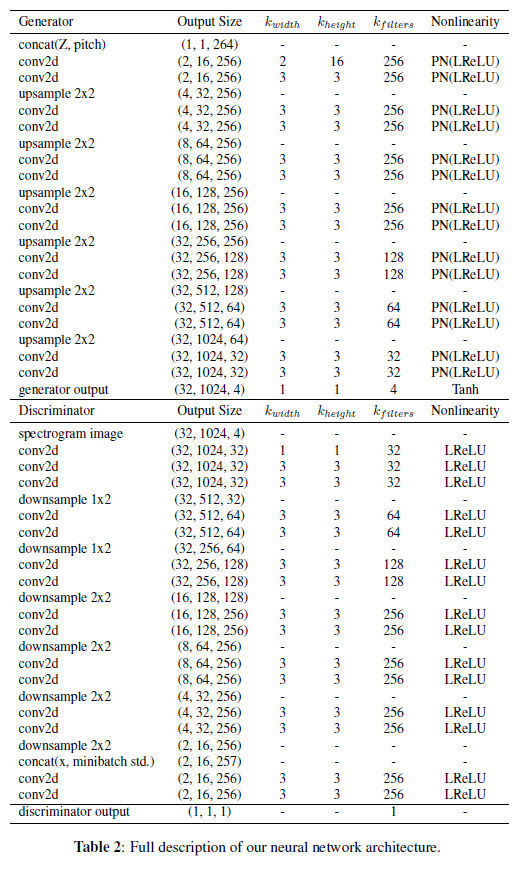 Generator Output Size k_width k_height k_filters Nonlinearity
concat(Z, pitch) (1, 1, 264) - - - -
conv2d (2, 16, 256) 2 16 256 PN(LReLU)
conv2d (2, 16, 256) 3 3 256 PN(LReLU)
upsample 2x2 (4, 32, 256) - - - -
conv2d (4, 32, 256) 3 3 256 PN(LReLU)
conv2d (4, 32, 256) 3 3 256 PN(LReLU)
upsample 2x2 (8, 64, 256) - - - -
conv2d (8, 64, 256) 3 3 256 PN(LReLU)
conv2d (8, 64, 256) 3 3 256 PN(LReLU)
upsample 2x2 (16, 128, 256) - - - -
conv2d (16, 128, 256) 3 3 256 PN(LReLU)
conv2d (16, 128, 256) 3 3 256 PN(LReLU)
upsample 2x2 (32, 256, 256) - - - -
conv2d (32, 256, 128) 3 3 128 PN(LReLU)
conv2d (32, 256, 128) 3 3 128 PN(LReLU)
upsample 2x2 (32, 512, 128) - - - -
conv2d (32, 512, 64) 3 3 64 PN(LReLU)
conv2d (32, 512, 64) 3 3 64 PN(LReLU)
upsample 2x2 (32, 1024, 64) - - - -
conv2d (32, 1024, 32) 3 3 32 PN(LReLU)
conv2d (32, 1024, 32) 3 3 32 PN(LReLU)
generator output (32, 1024, 4) 1 1 4 Tanh
Discriminator Output Size k_width k_height k_filters Nonlinearity
spectrogram image (32, 1024, 4) - - - -
conv2d (32, 1024, 32) 1 1 32 LReLU
conv2d (32, 1024, 32) 3 3 32 LReLU
conv2d (32, 1024, 32) 3 3 32 LReLU
downsample 1x2 (32, 512, 32) - - - -
conv2d (32, 512, 64) 3 3 64 LReLU
conv2d (32, 512, 64) 3 3 64 LReLU
downsample 1x2 (32, 256, 64) - - - -
conv2d (32, 256, 128) 3 3 128 LReLU
conv2d (32, 256, 128) 3 3 128 LReLU
downsample 2x2 (16, 128, 128) - - - -
conv2d (16, 128, 256) 3 3 256 LReLU
conv2d (16, 128, 256) 3 3 256 LReLU
downsample 2x2 (8, 64, 256) - - - -
conv2d (8, 64, 256) 3 3 256 LReLU
conv2d (8, 64, 256) 3 3 256 LReLU
downsample 2x2 (4, 32, 256) - - - -
conv2d (4, 32, 256) 3 3 256 LReLU
conv2d (4, 32, 256) 3 3 256 LReLU
downsample 2x2 (2, 16, 256) - - - -
concat(x, minibatch std.) (2, 16, 257) - - - -
conv2d (2, 16, 256) 3 3 256 LReLU
conv2d (2, 16, 256) 3 3 256 LReLU
discriminator output (1, 1, 1) - - 1 -
Table 2: Full description of our neural network architecture.